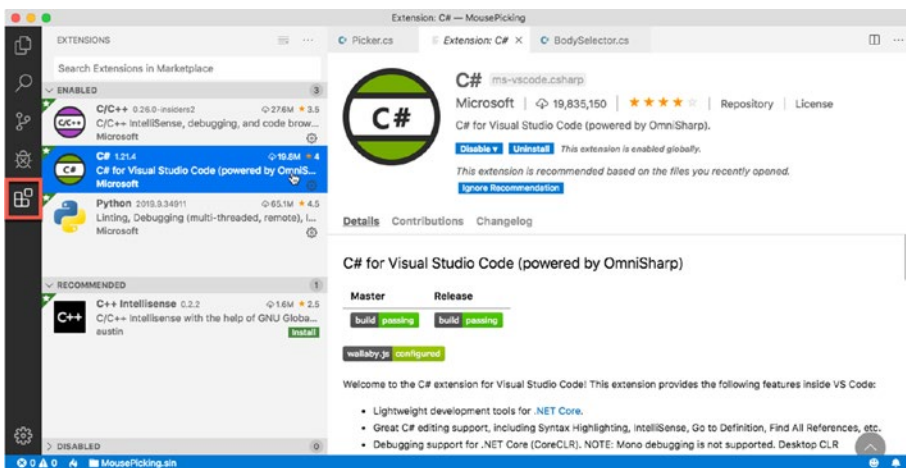 Extension: C# — MousePicking
EXTENSIONS
Search Extensions in Marketplace
ENABLED 3
C/C++ 0.26.0-insiders2 27.6M ★ 3.5
C/C++ IntelliSense, debugging, and code brow...
Microsoft
C# 1.21.4 19.8M ★ 4
C# for Visual Studio Code (powered by OmniS...
Microsoft
Python 2019.9.34911 65.1M ★ 4.5
Linting, Debugging (multi-threaded, remote), I...
Microsoft
RECOMMENDED 1
C++ Intellisense 0.2.2 1.6M ★ 2.5
C/C++ Intellisense with the help of GNU Globa...
austin Install
DISABLED 0
Picker.cs Extension: C# × BodySelector.cs ...
C# ms-vscode.csharp
Microsoft | 19,835,150 | ★★★★ | Repository | License
C# for Visual Studio Code (powered by OmniSharp).
Disable ▾ Uninstall This extension is enabled globally.
This extension is recommended based on the files you recently opened.
Ignore Recommendation
Details Contributions Changelog
C# for Visual Studio Code (powered by OmniSharp)
Master Release
build passing build passing
wallaby.js configured
Welcome to the C# extension for Visual Studio Code! This extension provides the following features inside VS Code:
• Lightweight development tools for .NET Core.
• Great C# editing support, including Syntax Highlighting, IntelliSense, Go to Definition, Find All References, etc.
• Debugging support for .NET Core (CoreCLR). NOTE: Mono debugging is not supported. Desktop CLR
0 0 MousePicking.sln